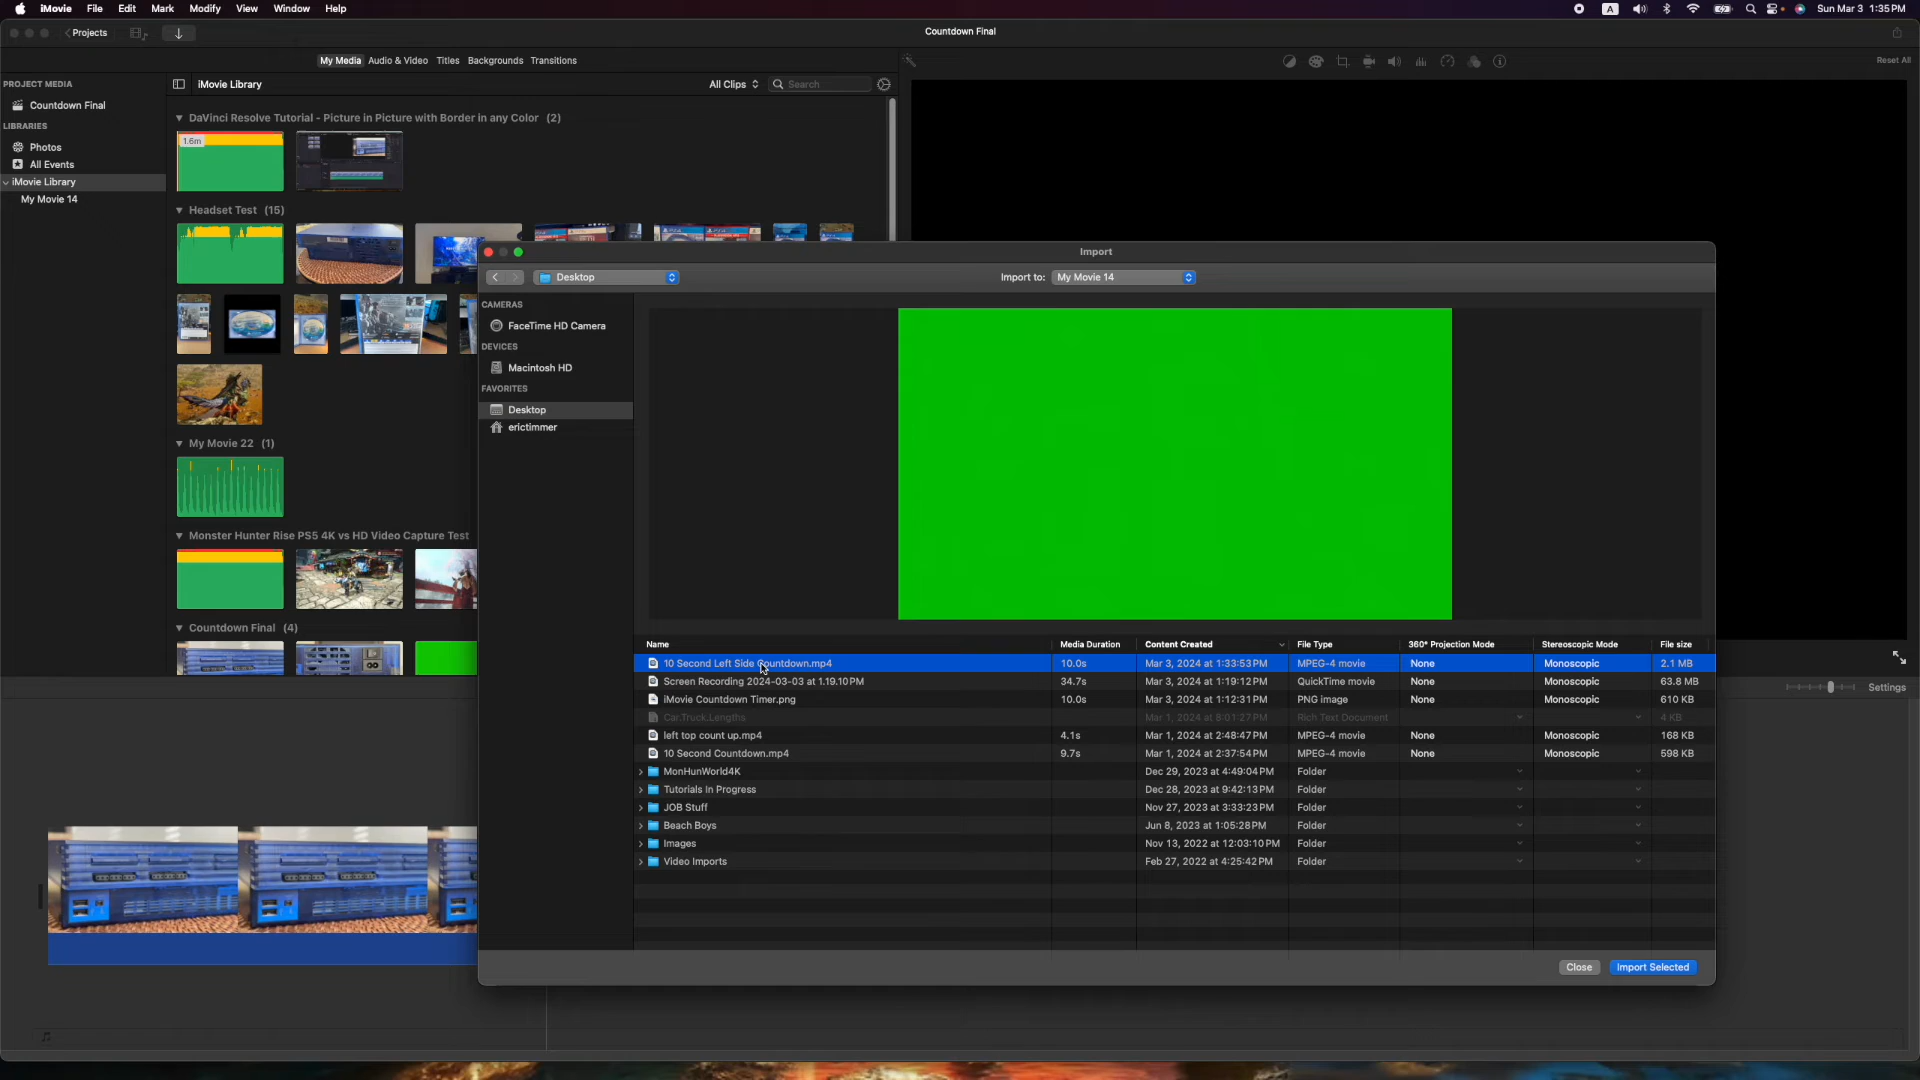 iMovie File Edit Mark Modify View Window Help A Sun Mar 3 1:35 PM
Projects Countdown Final
My Media Audio & Video Titles Backgrounds Transitions Reset All
PROJECT MEDIA iMovie Library All Clips Search
Countdown Final
LIBRARIES
Photos
All Events
iMovie Library
My Movie 14
DaVinci Resolve Tutorial - Picture in Picture with Border in any Color (2)
1.6m
Headset Test (15)
My Movie 22 (1)
Monster Hunter Rise PS5 4K vs HD Video Capture Test
Countdown Final (4)
Settings
Import
Desktop Import to: My Movie 14
CAMERAS
FaceTime HD Camera
DEVICES
Macintosh HD
FAVORITES
Desktop
erictimmer
Name Media Duration Content Created File Type 360° Projection Mode Stereoscopic Mode File size
10 Second Left Side Countdown.mp4 10.0s Mar 3, 2024 at 1:33:53 PM MPEG-4 movie None Monoscopic 2.1 MB
Screen Recording 2024-03-03 at 1.19.10 PM 34.7s Mar 3, 2024 at 1:19:12 PM QuickTime movie None Monoscopic 63.8 MB
iMovie Countdown Timer.png 10.0s Mar 3, 2024 at 1:12:31 PM PNG image None Monoscopic 610 KB
Car.Truck.Lengths Mar 1, 2024 at 8:01:27 PM Rich Text Document 4 KB
left top count up.mp4 4.1s Mar 1, 2024 at 2:48:47 PM MPEG-4 movie None Monoscopic 168 KB
10 Second Countdown.mp4 9.7s Mar 1, 2024 at 2:37:54 PM MPEG-4 movie None Monoscopic 598 KB
MonHunWorld4K Dec 29, 2023 at 4:49:04 PM Folder
Tutorials In Progress Dec 28, 2023 at 9:42:13 PM Folder
JOB Stuff Nov 27, 2023 at 3:33:23 PM Folder
Beach Boys Jun 8, 2023 at 1:05:28 PM Folder
Images Nov 13, 2022 at 12:03:10 PM Folder
Video Imports Feb 27, 2022 at 4:25:42 PM Folder
Close Import Selected